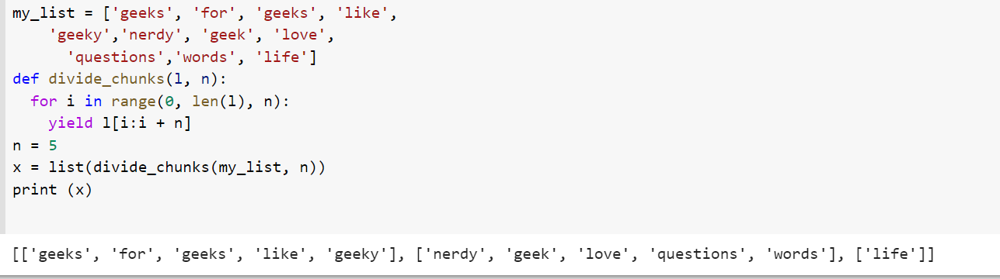 my_list = ['geeks', 'for', 'geeks', 'like',
    'geeky','nerdy', 'geek', 'love',
      'questions','words', 'life']
def divide_chunks(l, n):
  for i in range(0, len(l), n):
    yield l[i:i + n]
n = 5
x = list(divide_chunks(my_list, n))
print (x)
[['geeks', 'for', 'geeks', 'like', 'geeky'], ['nerdy', 'geek', 'love', 'questions', 'words'], ['life']]